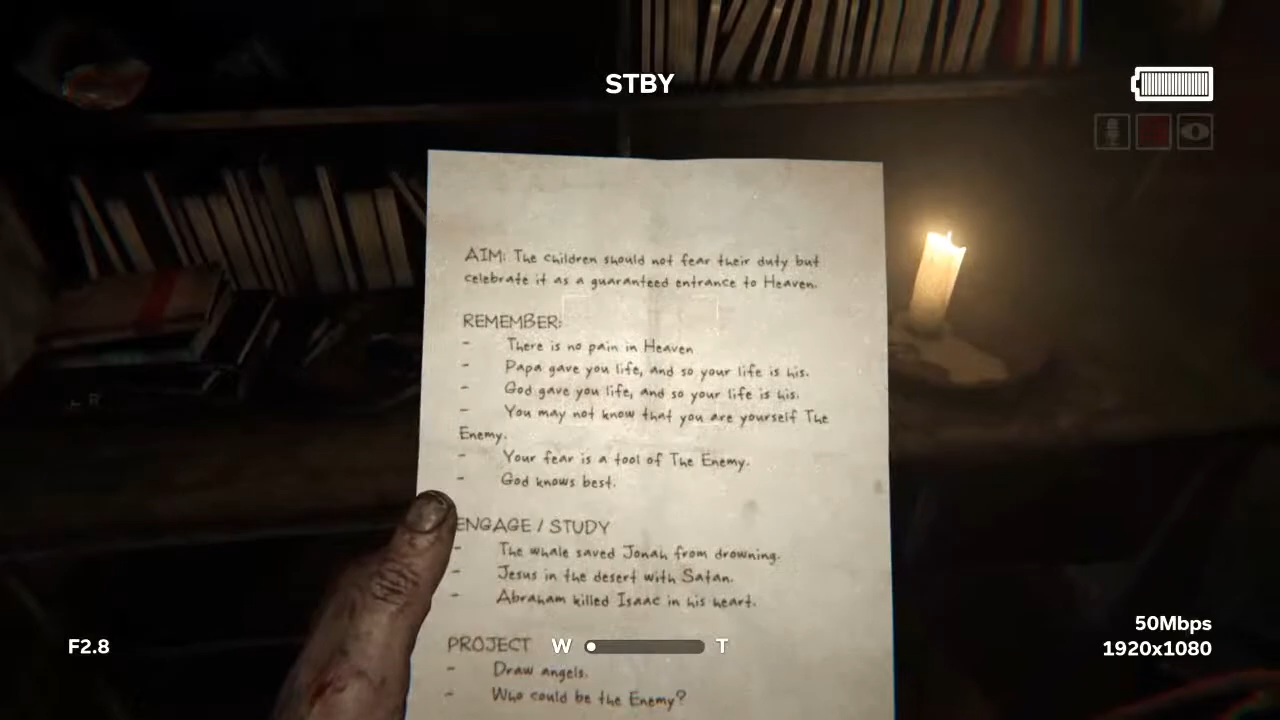 STBY
AIM: The children should not fear their duty but
celebrate it as a guaranteed entrance to Heaven.
REMEMBER:
- There is no pain in Heaven
- Papa gave you life, and so your life is his.
- God gave you life, and so your life is his.
- You may not know that you are yourself The
Enemy.
- Your fear is a tool of The Enemy.
- God knows best.
ENGAGE / STUDY
- The whale saved Jonah from drowning.
- Jesus in the desert with Satan.
- Abraham killed Isaac in his heart.
PROJECT
- Draw angels.
- Who could be the Enemy?
L R
F2.8
W T
50Mbps
1920x1080